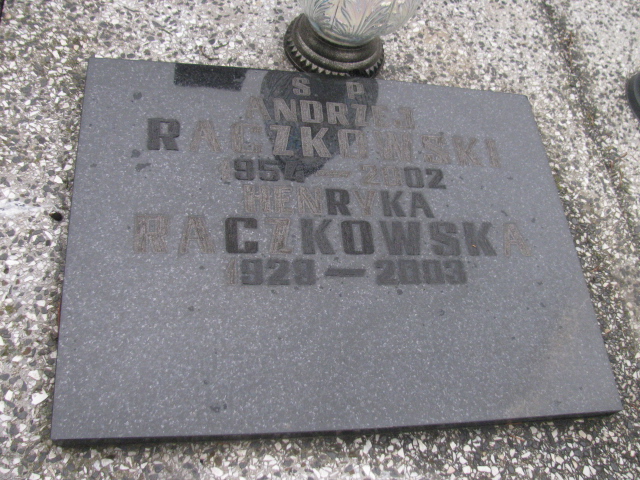 S P
ANDRZEJ
RACZKOWSKI
1954 — 2002
HENRYKA
RACZKOWSKA
1929 — 2003